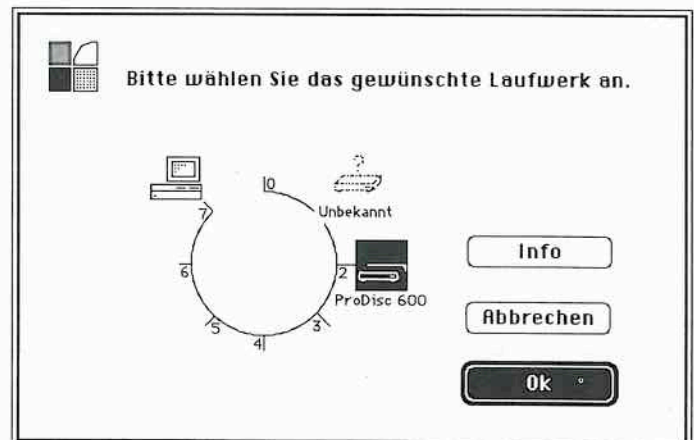 Bitte wählen Sie das gewünschte Laufwerk an.
0
Unbekannt
7
Info
6
2
ProDisc 600
Abbrechen
5
3
4
Ok